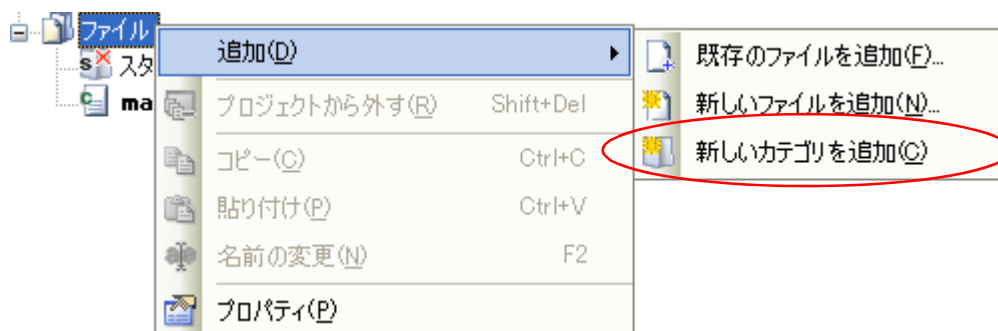 ファイル
スタ
ma
追加(D)
プロジェクトから外す(R) Shift+Del
コピー(C) Ctrl+C
貼り付け(P) Ctrl+V
名前の変更(N) F2
プロパティ(P)
既存のファイルを追加(F)...
新しいファイルを追加(N)...
新しいカテゴリを追加(C)